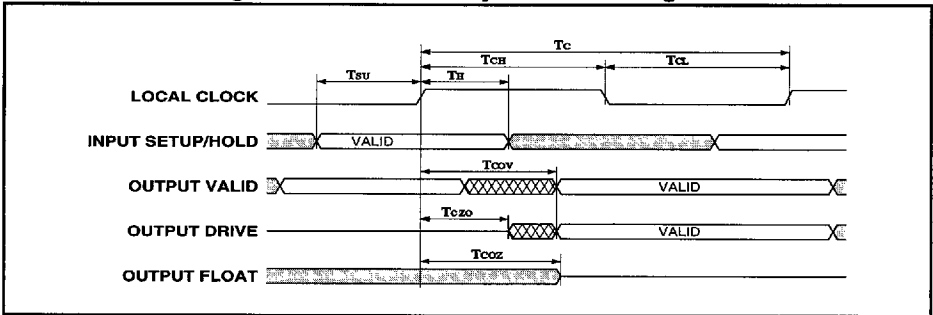 Tc
TCH TCL
TSU TH
LOCAL CLOCK
INPUT SETUP/HOLD VALID
TCOV
OUTPUT VALID VALID
TCZO
OUTPUT DRIVE VALID
TCOZ
OUTPUT FLOAT